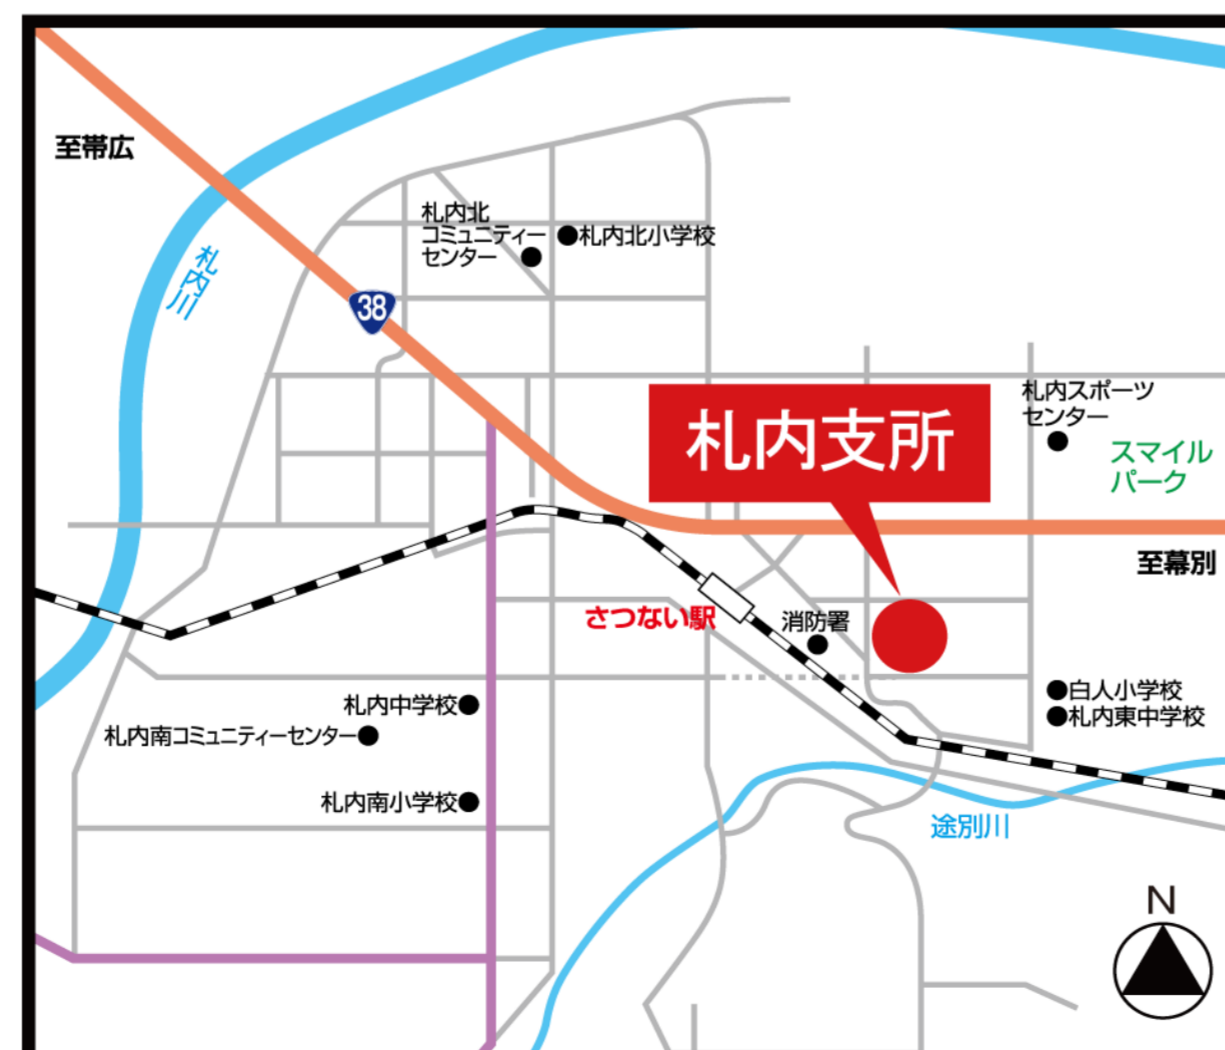 至帯広
札内川
札内北
コミュニティー
センター
札内北小学校
38
札内支所
札内スポーツ
センター
スマイル
パーク
至幕別
さつない駅
消防署
札内中学校
札内南コミュニティーセンター
白人小学校
札内東中学校
札内南小学校
途別川
N